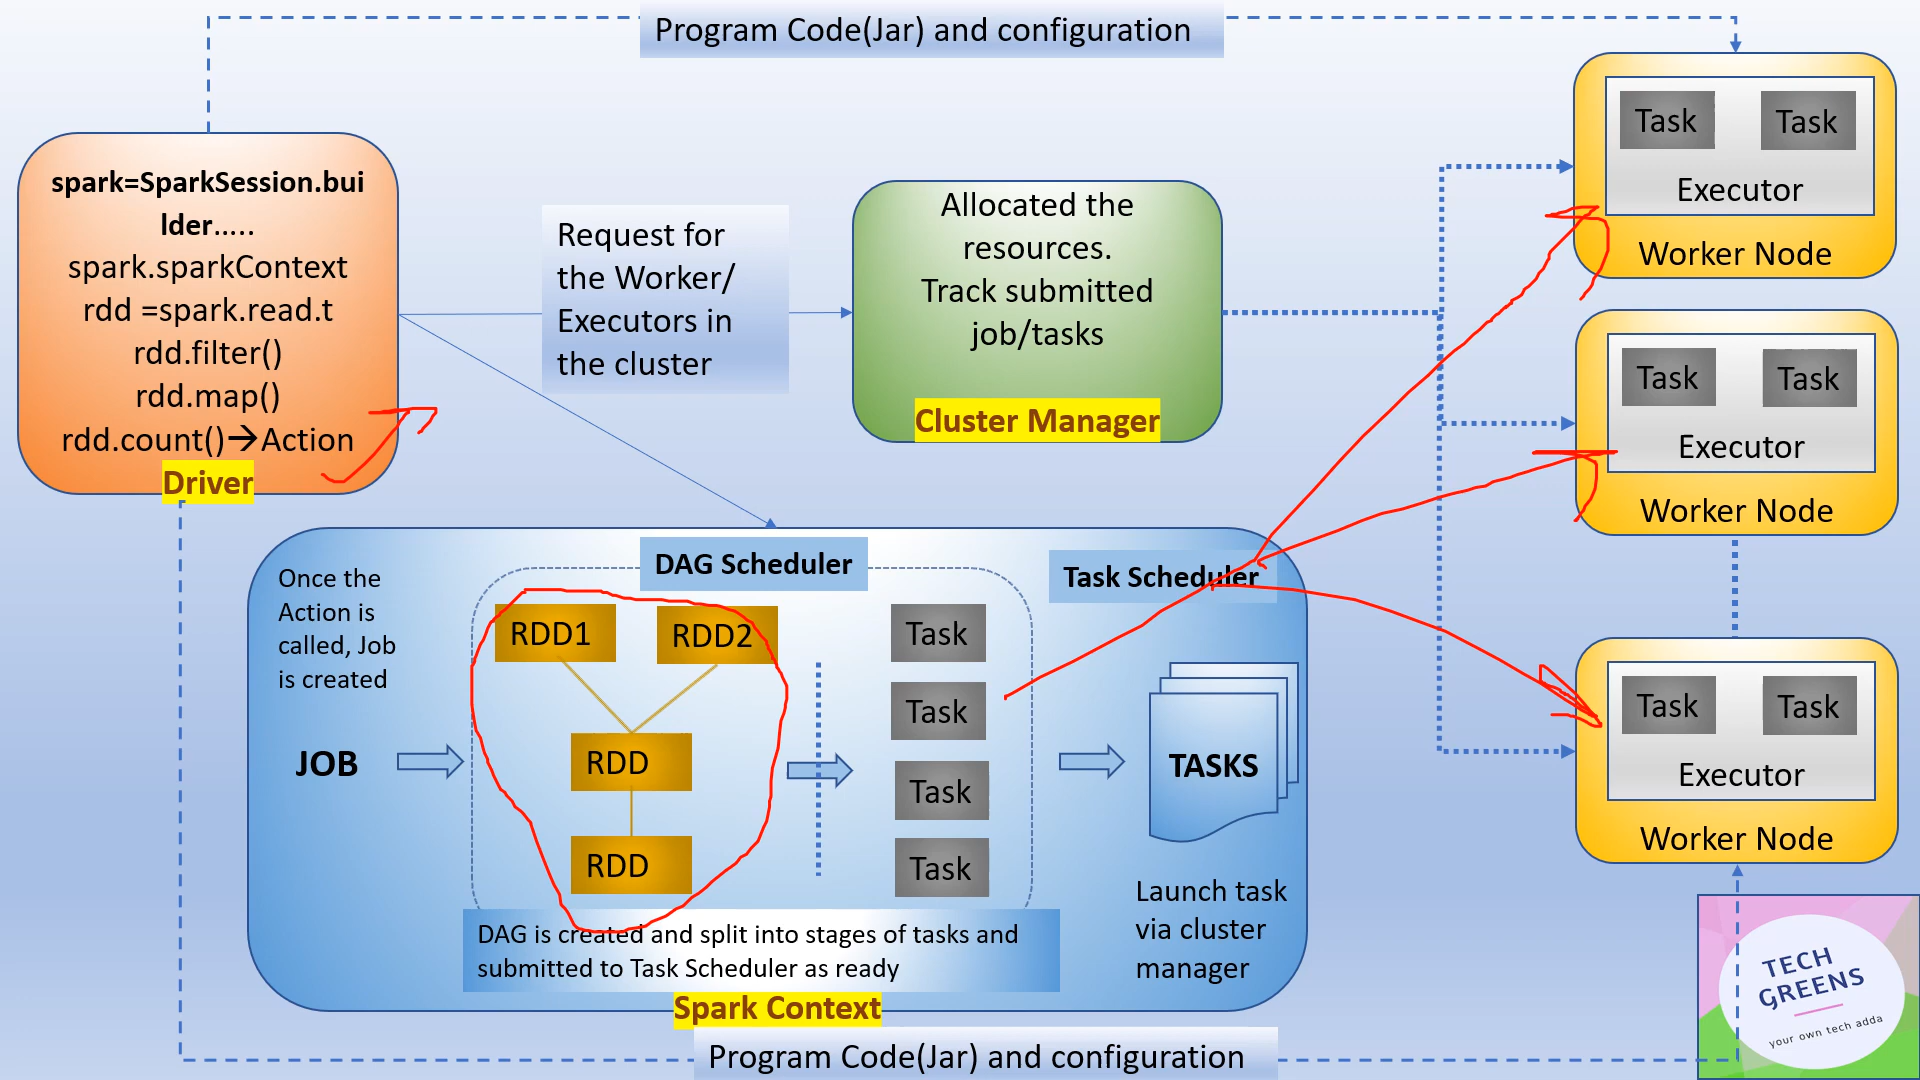 Program Code(Jar) and configuration
spark=SparkSession.bui
lder.....
spark.sparkContext
rdd =spark.read.t
rdd.filter()
rdd.map()
rdd.count()→Action
Driver
Request for
the Worker/
Executors in
the cluster
Allocated the
resources.
Track submitted
job/tasks
Cluster Manager
Task Task
Executor
Worker Node
Task Task
Executor
Worker Node
Task Task
Executor
Worker Node
Once the
Action is
called, Job
is created
JOB
DAG Scheduler
RDD1 RDD2
RDD
RDD
Task
Task
Task
Task
DAG is created and split into stages of tasks and
submitted to Task Scheduler as ready
Task Scheduler
TASKS
Launch task
via cluster
manager
Spark Context
Program Code(Jar) and configuration
TECH
GREENS
your own tech adda